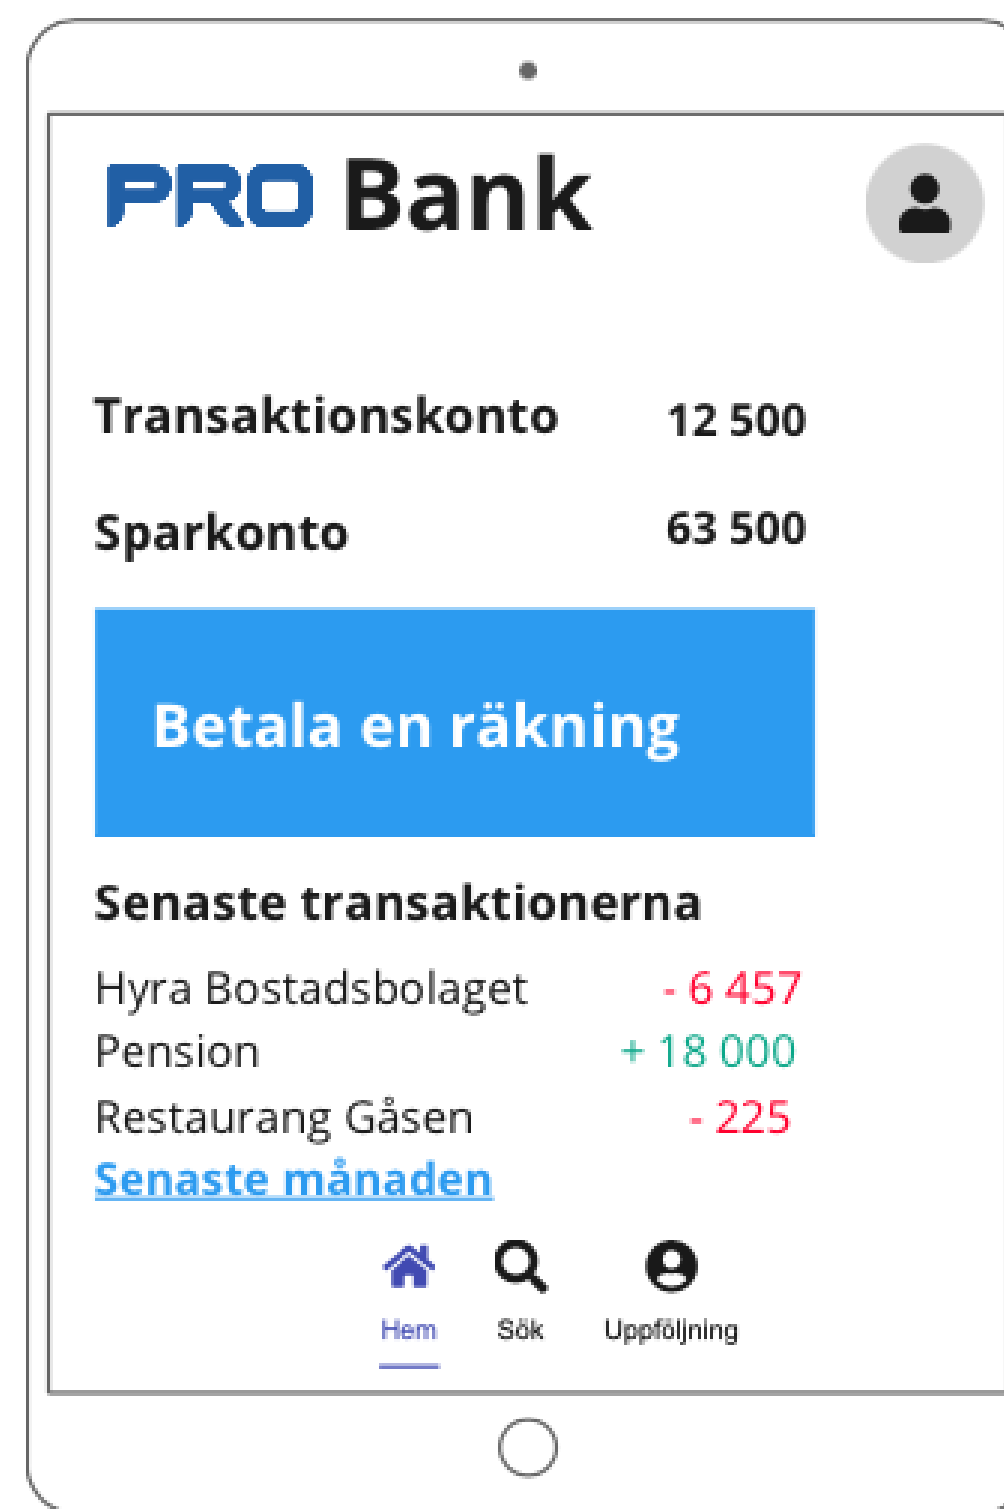 PRO Bank
Transaktionskonto 12 500
Sparkonto 63 500
Betala en räkning
Senaste transaktionerna
Hyra Bostadsbolaget - 6 457
Pension + 18 000
Restaurang Gåsen - 225
Senaste månaden
Hem Sök Uppföljning